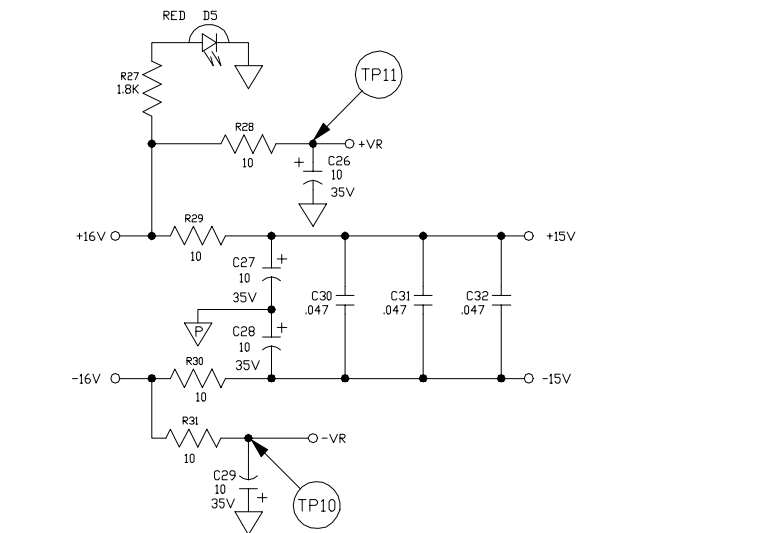 RED D5
R27
1.8K
TP11
R28
10
+VR
+ C26
10
35V
R29
+16V
10
+15V
C27 +
10
35V
C30
.047
C31
.047
C32
.047
P
C28 +
10
35V
R30
-16V
10
-15V
R31
10
-VR
C29
10
35V +
TP10